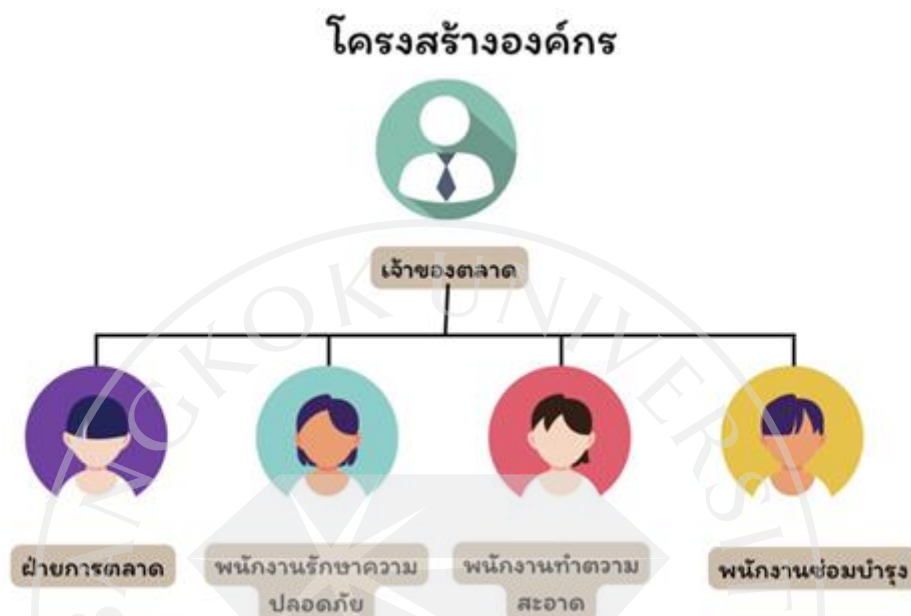 โครงสร้างองค์กร
เจ้าของตลาด
BANGKOK UNIVERSIT
ฝ่ายการตลาด
พนักงานรักษาความ
ปลอดภัย
พนักงานทำตวาม
สะอาด
พนักงานซ่อมบำรุง